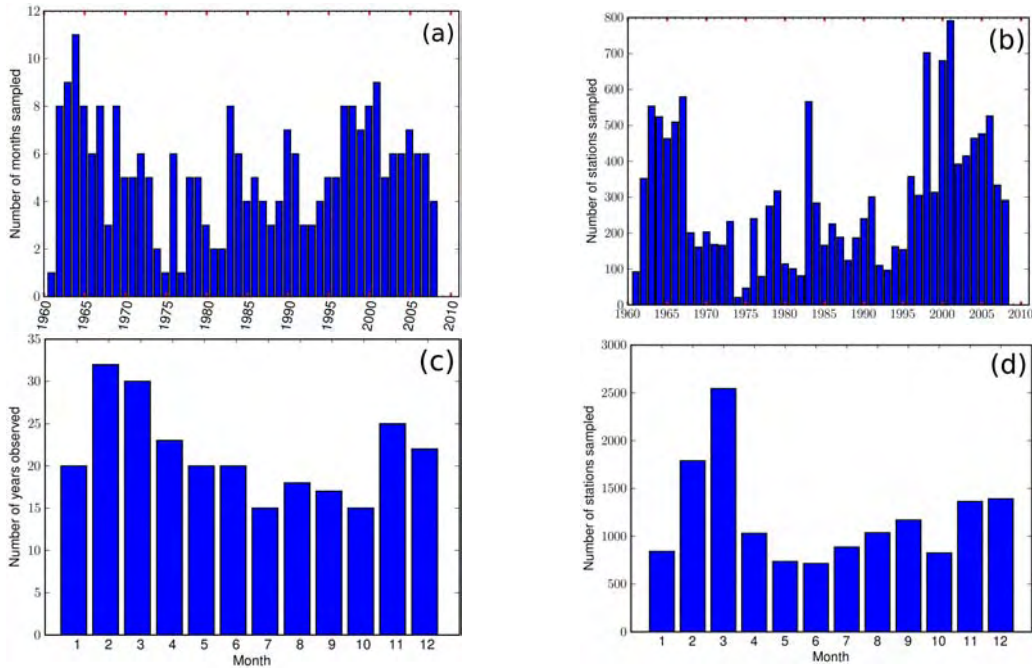 (a)
Number of months sampled
12
10
8
6
4
2
0
1960 1965 1970 1975 1980 1985 1990 1995 2000 2005 2010
(b)
Number of stations sampled
800
700
600
500
400
300
200
100
0
1960 1965 1970 1975 1980 1985 1990 1995 2000 2005 2010
(c)
Number of years observed
35
30
25
20
15
10
5
0
1 2 3 4 5 6 7 8 9 10 11 12
Month
(d)
Number of stations sampled
3000
2500
2000
1500
1000
500
0
1 2 3 4 5 6 7 8 9 10 11 12
Month